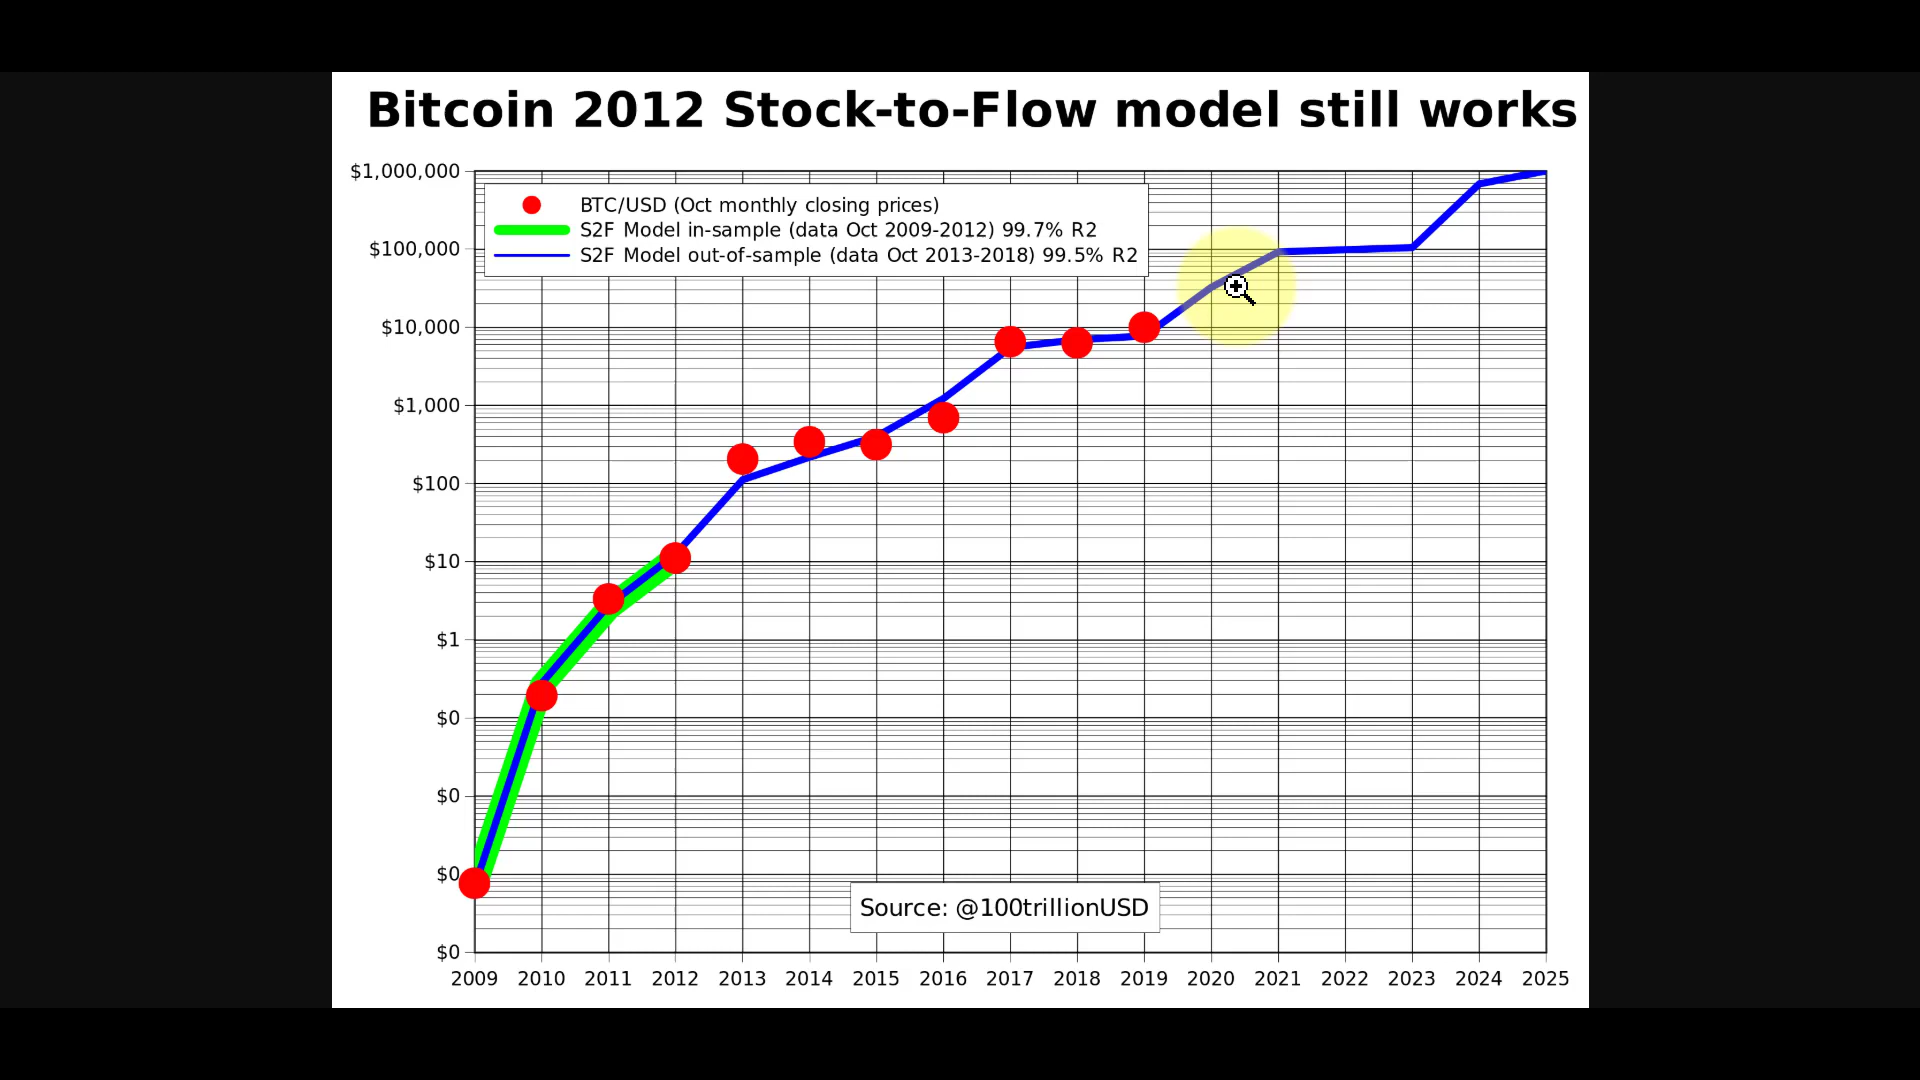 Bitcoin 2012 Stock-to-Flow model still works
$1,000,000
$100,000
$10,000
$1,000
$100
$10
$1
$0
$0
$0
$0
BTC/USD (Oct monthly closing prices)
S2F Model in-sample (data Oct 2009-2012) 99.7% R2
S2F Model out-of-sample (data Oct 2013-2018) 99.5% R2
Source: @100trillionUSD
2009 2010 2011 2012 2013 2014 2015 2016 2017 2018 2019 2020 2021 2022 2023 2024 2025